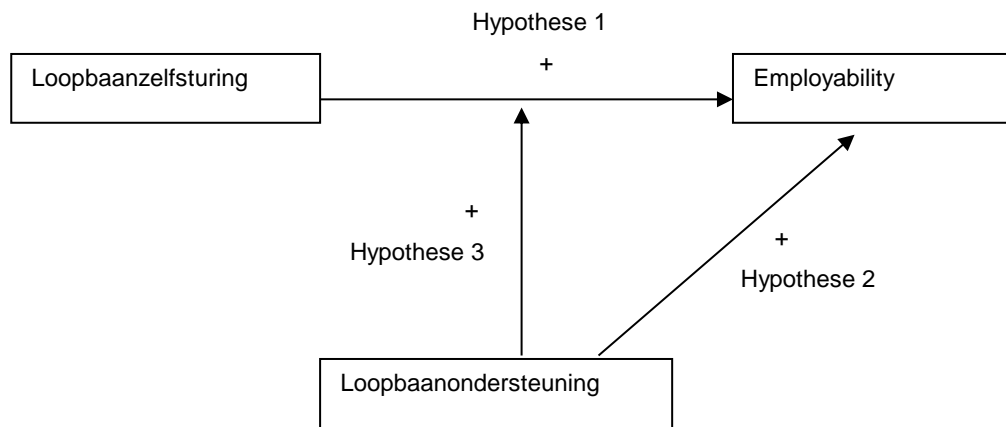 Hypothese 1
+
Loopbaanzelfsturing
Employability
+
Hypothese 3
+
Hypothese 2
Loopbaanondersteuning